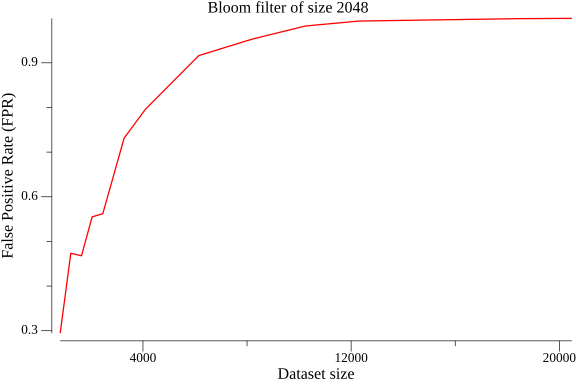 Bloom filter of size 2048
False Positive Rate (FPR)
0.9
0.6
0.3
4000
12000
20000
Dataset size